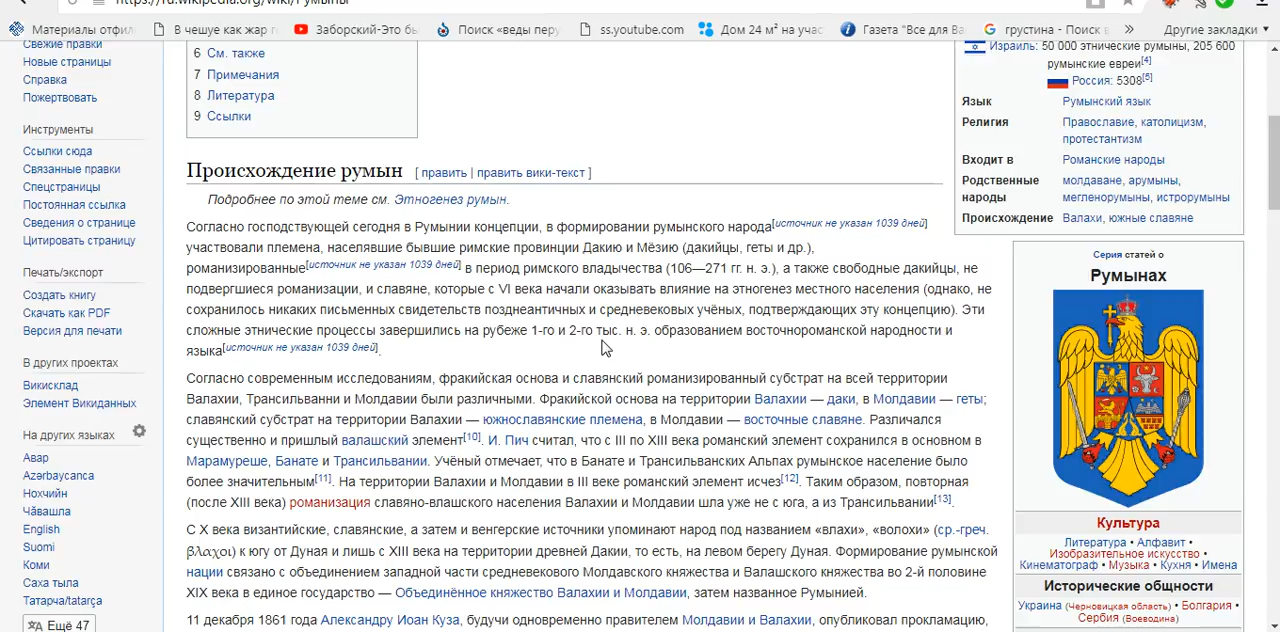 https://ru.wikipedia.org/wiki/Румыны
Материалы отфил
В чешуе как жар г
Заборский-Это бы
Поиск «веды перу
ss.youtube.com
Дом 24 м² на учас
Газета "Все для Ва
грустина - Поиск в
Другие закладки
Свежие правки
Новые страницы
Справка
Пожертвовать
Инструменты
Ссылки сюда
Связанные правки
Спецстраницы
Постоянная ссылка
Сведения о странице
Цитировать страницу
Печать/экспорт
Создать книгу
Скачать как PDF
Версия для печати
В других проектах
Викисклад
Элемент Викиданных
На других языках
Авар
Azərbaycanca
Нохчийн
Чӑвашла
English
Suomi
Коми
Саха тыла
Татарча/tatarça
Ещё 47
6 См. также
7 Примечания
8 Литература
9 Ссылки
Происхождение румын [ править | править вики-текст ]
Подробнее по этой теме см. Этногенез румын.
Согласно господствующей сегодня в Румынии концепции, в формировании румынского народа[источник не указан 1039 дней]
участвовали племена, населявшие бывшие римские провинции Дакию и Мёзию (дакийцы, геты и др.),
романизированные[источник не указан 1039 дней] в период римского владычества (106—271 гг. н. э.), а также свободные дакийцы, не
подвергшиеся романизации, и славяне, которые с VI века начали оказывать влияние на этногенез местного населения (однако, не
сохранилось никаких письменных свидетельств позднеантичных и средневековых учёных, подтверждающих эту концепцию). Эти
сложные этнические процессы завершились на рубеже 1-го и 2-го тыс. н. э. образованием восточнороманской народности и
языка[источник не указан 1039 дней].
Согласно современным исследованиям, фракийская основа и славянский романизированный субстрат на всей территории
Валахии, Трансильванни и Молдавии были различными. Фракийской основа на территории Валахии — даки, в Молдавии — геты;
славянский субстрат на територии Валахии — южнославянские племена, в Молдавии — восточные славяне. Различался
существенно и пришлый валашский элемент[10]. И. Пич считал, что с III по XIII века романский элемент сохранился в основном в
Марамуреше, Банате и Трансильвании. Учёный отмечает, что в Банате и Трансильванских Альпах румынское население было
более значительным[11]. На территории Валахии и Молдавии в III веке романский элемент исчез[12]. Таким образом, повторная
(после XIII века) романизация славяно-валашского населения Валахии и Молдавии шла уже не с юга, а из Трансильвании[13].
С X века византийские, славянские, а затем и венгерские источники упоминают народ под названием «влахи», «волохи» (ср.-греч.
βλαχοι) к югу от Дуная и лишь с XIII века на территории древней Дакии, то есть, на левом берегу Дуная. Формирование румынской
нации связано с объединением западной части средневекового Молдавского княжества и Валашского княжества во 2-й половине
XIX века в единое государство — Объединённое княжество Валахии и Молдавии, затем названное Румынией.
11 декабря 1861 года Александру Иоан Куза, будучи одновременно правителем Молдавии и Валахии, опубликовал прокламацию,
Израиль: 50 000 этнические румыны, 205 600
румынские евреи[4]
Россия: 5308[5]
Язык Румынский язык
Религия Православие, католицизм,
протестантизм
Входит в Романские народы
Родственные народы молдаване, арумыны,
мегленорумыны, истрорумыны
Происхождение Валахи, южные славяне
Серия статей о
Румынах
Культура
Литература • Алфавит •
Изобразительное искусство •
Кинематограф • Музыка • Кухня • Имена
Исторические общности
Украина (Черновицкая область) • Болгария •
Сербия (Воеводина)